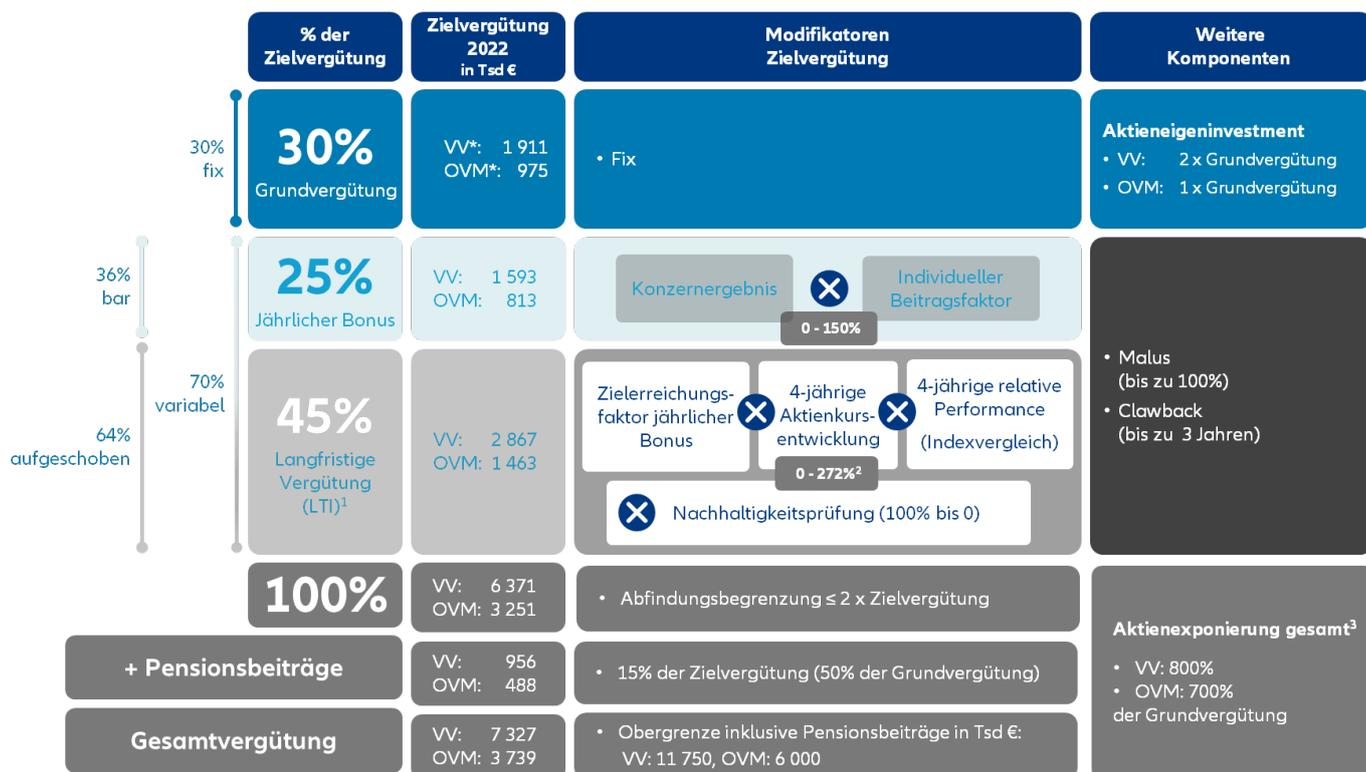 % der
Zielvergütung
Zielvergütung
2022
in Tsd €
Modifikatoren
Zielvergütung
Weitere
Komponenten
30%
fix
30%
Grundvergütung
VV*: 1 911
OVM*: 975
• Fix
Aktieneigeninvestment
• VV: 2 x Grundvergütung
• OVM: 1 x Grundvergütung
36%
bar
70%
variabel
64%
aufgeschoben
25%
Jährlicher Bonus
VV: 1 593
OVM: 813
Konzernergebnis
Individueller
Beitragsfaktor
0 - 150%
45%
Langfristige
Vergütung
(LTI)¹
VV: 2 867
OVM: 1 463
Zielerreichungs-
faktor jährlicher
Bonus
4-jährige
Aktienkurs-
entwicklung
4-jährige relative
Performance
(Indexvergleich)
0 - 272%²
Nachhaltigkeitsprüfung (100% bis 0)
• Malus
(bis zu 100%)
• Clawback
(bis zu 3 Jahren)
100%
VV: 6 371
OVM: 3 251
• Abfindungsbegrenzung ≤ 2 x Zielvergütung
+ Pensionsbeiträge
VV: 956
OVM: 488
• 15% der Zielvergütung (50% der Grundvergütung)
Gesamtvergütung
VV: 7 327
OVM: 3 739
• Obergrenze inklusive Pensionsbeiträge in Tsd €:
VV: 11 750, OVM: 6 000
Aktienexponierung gesamt³
• VV: 800%
• OVM: 700%
der Grundvergütung